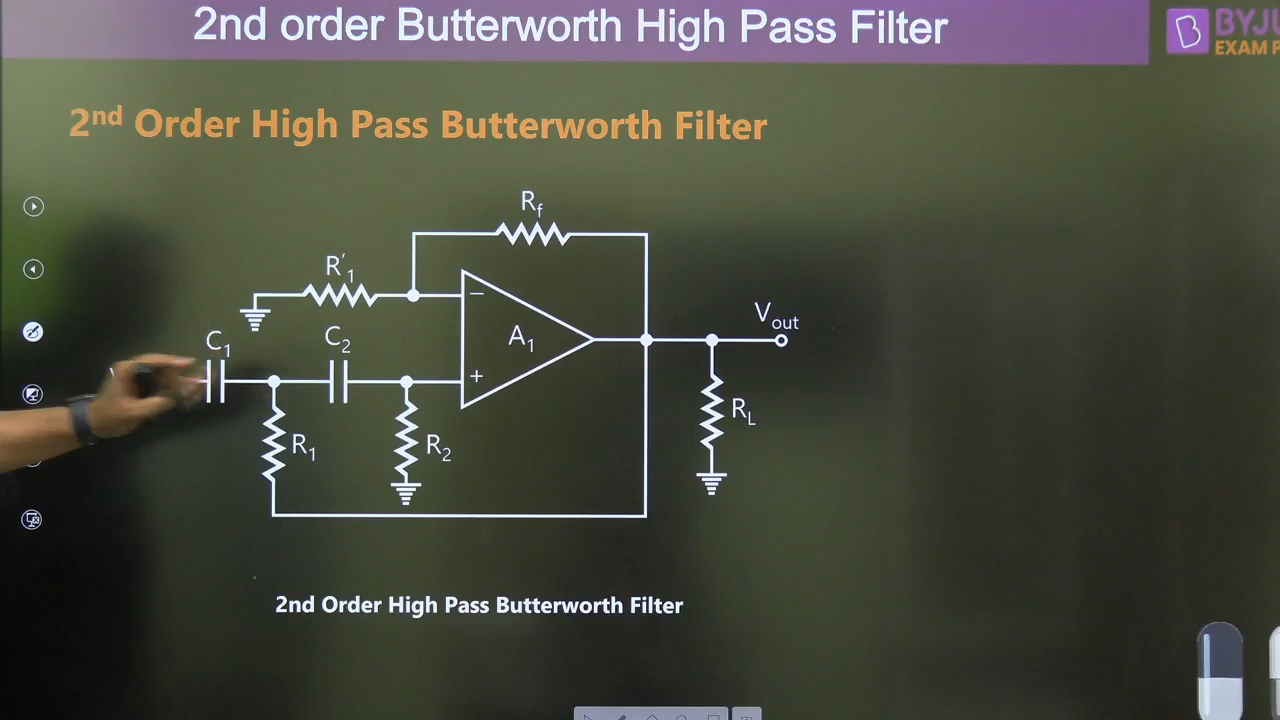 2nd order Butterworth High Pass Filter
EXAM P
2nd Order High Pass Butterworth Filter
Rf
R'1
C1
C2
−
A1
+
Vout
R1
R2
RL
2nd Order High Pass Butterworth Filter